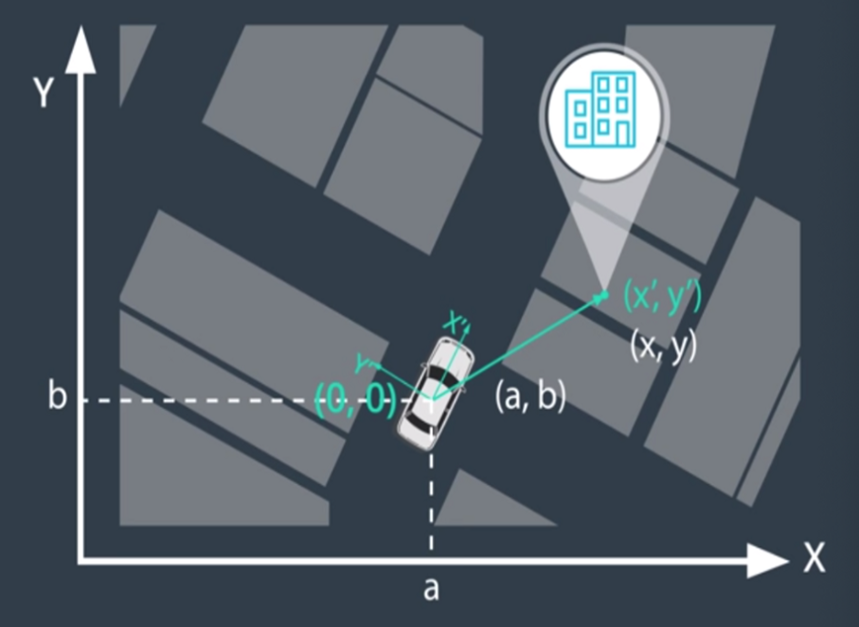 Y
X'
Y'
(x', y')
(x, y)
b
(0, 0)
(a, b)
X
a